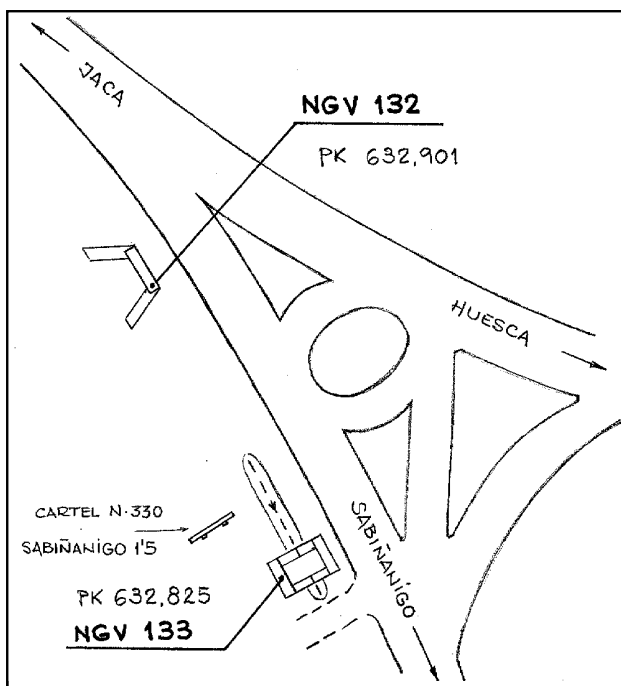 JACA
NGV 132
PK 632,901
HUESCA
CARTEL N-330
SABIÑANIGO 1'5
SABIÑANIGO
PK 632,825
NGV 133